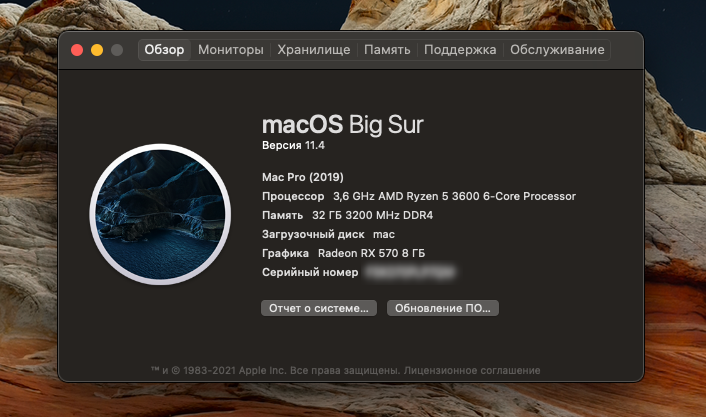 Обзор Мониторы Хранилище Память Поддержка Обслуживание
macOS Big Sur
Версия 11.4
Mac Pro (2019)
Процессор 3,6 GHz AMD Ryzen 5 3600 6-Core Processor
Память 32 ГБ 3200 MHz DDR4
Загрузочный диск mac
Графика Radeon RX 570 8 ГБ
Серийный номер
Отчет о системе... Обновление ПО...
™ и © 1983-2021 Apple Inc. Все права защищены. Лицензионное соглашение